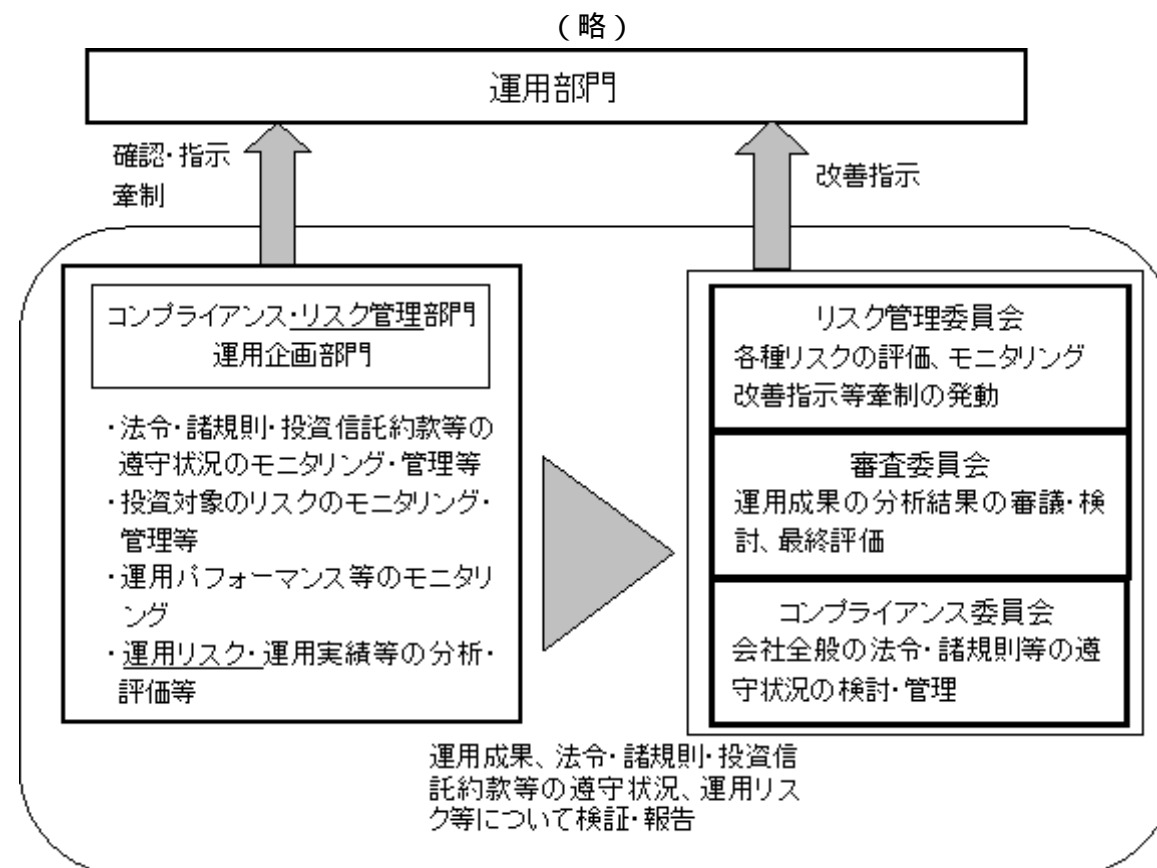 （略）
運用部門
確認・指示
牽制
改善指示
コンプライアンス・リスク管理部門
運用企画部門
・法令・諸規則・投資信託約款等の
遵守状況のモニタリング・管理等
・投資対象のリスクのモニタリング・
管理等
・運用パフォーマンス等のモニタリ
ング
・運用リスク・運用実績等の分析・
評価等
リスク管理委員会
各種リスクの評価、モニタリング
改善指示等牽制の発動
審査委員会
運用成果の分析結果の審議・検
討、最終評価
コンプライアンス委員会
会社全般の法令・諸規則等の遵
守状況の検討・管理
運用成果、法令・諸規則・投資信
託約款等の遵守状況、運用リス
ク等について検証・報告